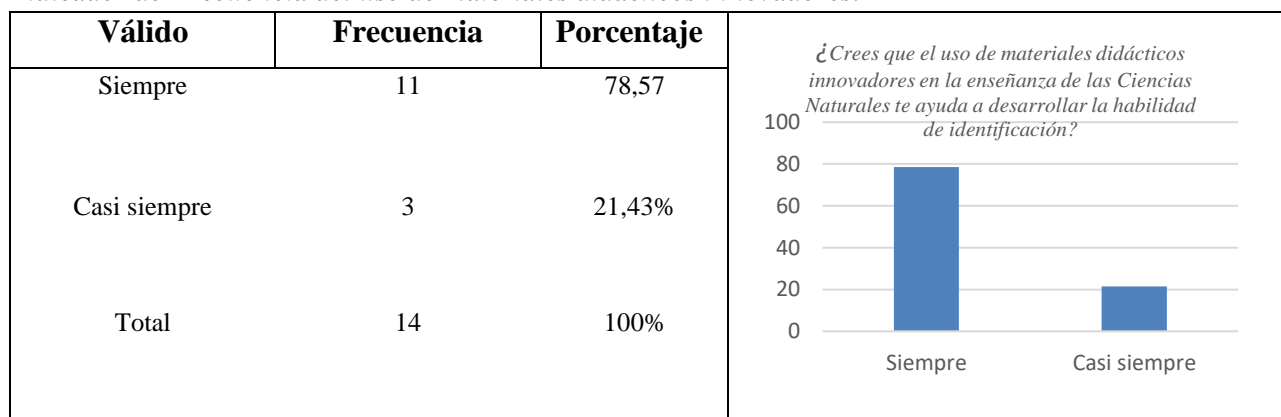 Válido Frecuencia Porcentaje
Siempre 11 78,57
Casi siempre 3 21,43%
Total 14 100%
¿Crees que el uso de materiales didácticos
innovadores en la enseñanza de las Ciencias
Naturales te ayuda a desarrollar la habilidad
de identificación?
100
80
60
40
20
0
Siempre Casi siempre